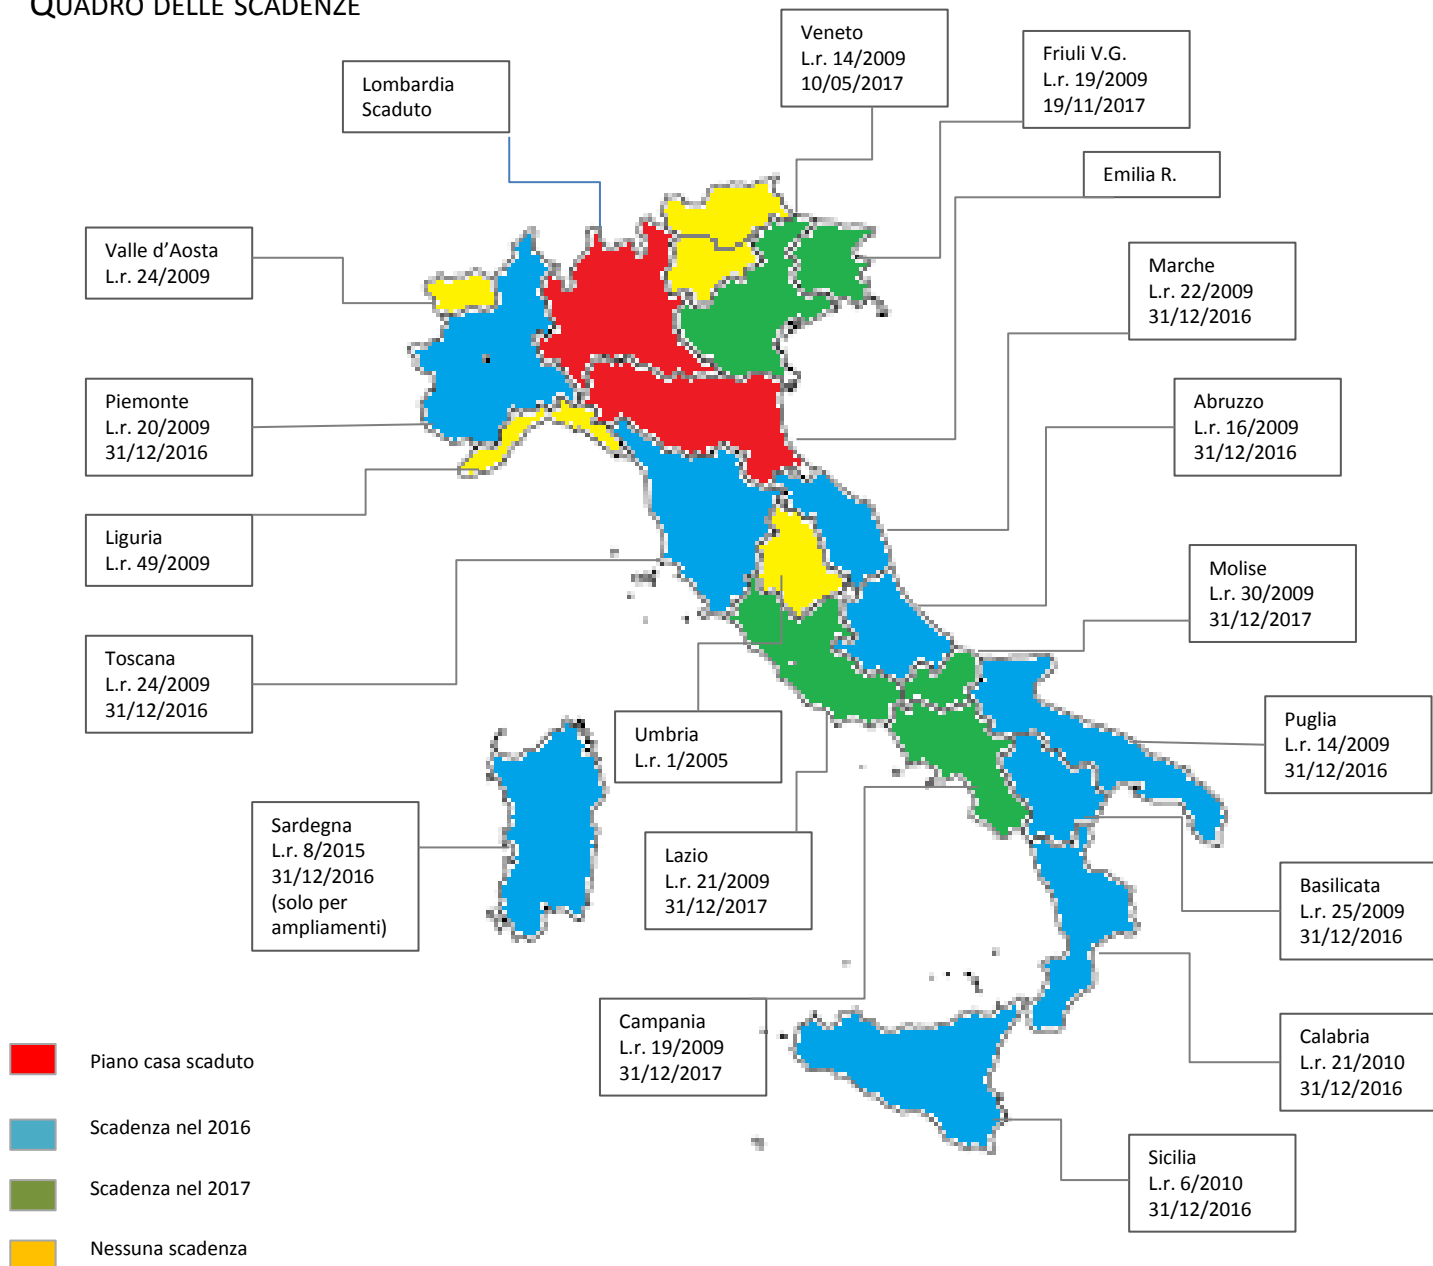 QUADRO DELLE SCADENZE
Veneto
L.r. 14/2009
10/05/2017
Friuli V.G.
L.r. 19/2009
19/11/2017
Lombardia
Scaduto
Emilia R.
Valle d’Aosta
L.r. 24/2009
Marche
L.r. 22/2009
31/12/2016
Piemonte
L.r. 20/2009
31/12/2016
Abruzzo
L.r. 16/2009
31/12/2016
Liguria
L.r. 49/2009
Molise
L.r. 30/2009
31/12/2017
Toscana
L.r. 24/2009
31/12/2016
Umbria
L.r. 1/2005
Puglia
L.r. 14/2009
31/12/2016
Sardegna
L.r. 8/2015
31/12/2016
(solo per
ampliamenti)
Lazio
L.r. 21/2009
31/12/2017
Basilicata
L.r. 25/2009
31/12/2016
Campania
L.r. 19/2009
31/12/2017
Calabria
L.r. 21/2010
31/12/2016
Sicilia
L.r. 6/2010
31/12/2016
Piano casa scaduto
Scadenza nel 2016
Scadenza nel 2017
Nessuna scadenza